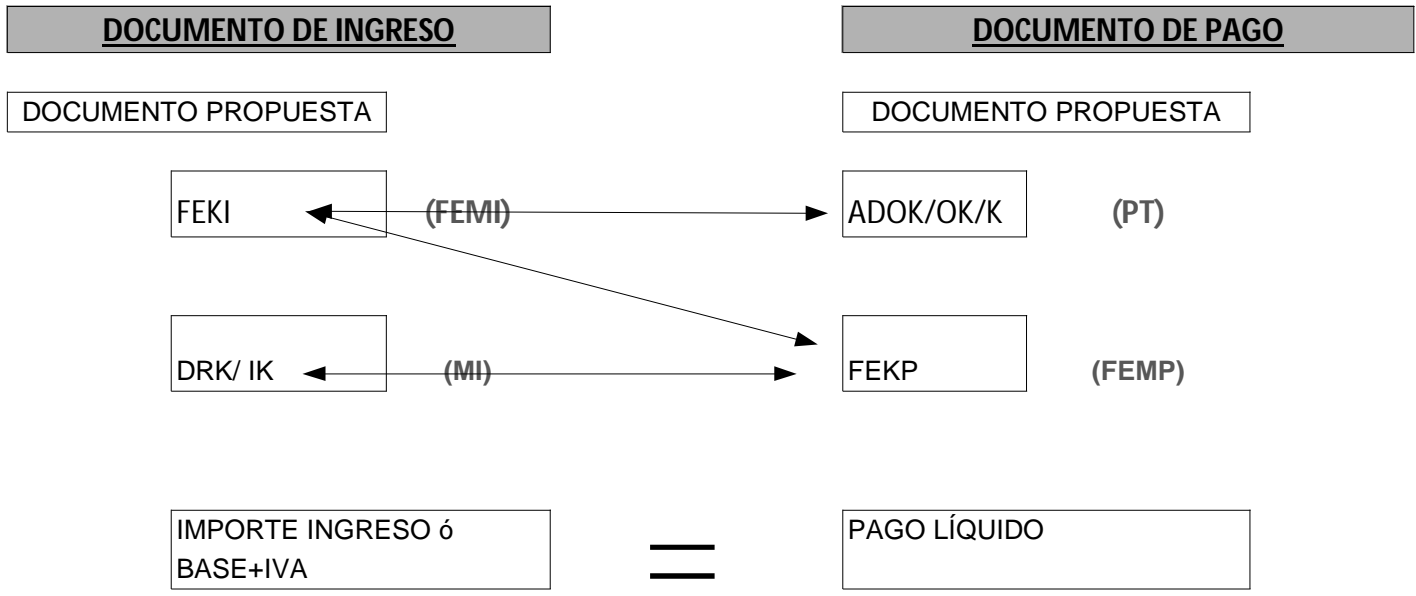 DOCUMENTO DE INGRESO
DOCUMENTO DE PAGO
DOCUMENTO PROPUESTA
DOCUMENTO PROPUESTA
FEKI
(FEMI)
ADOK/OK/K
(PT)
DRK/ IK
(MI)
FEKP
(FEMP)
IMPORTE INGRESO ó
BASE+IVA
=
PAGO LÍQUIDO